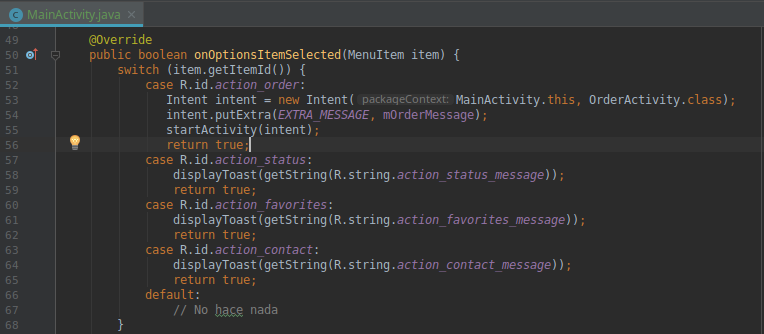 MainActivity.java
49 @Override
50 public boolean onOptionsItemSelected(MenuItem item) {
51 switch (item.getItemId()) {
52 case R.id.action_order:
53 Intent intent = new Intent( packageContext: MainActivity.this, OrderActivity.class);
54 intent.putExtra(EXTRA_MESSAGE, mOrderMessage);
55 startActivity(intent);
56 return true;
57 case R.id.action_status:
58 displayToast(getString(R.string.action_status_message));
59 return true;
60 case R.id.action_favorites:
61 displayToast(getString(R.string.action_favorites_message));
62 return true;
63 case R.id.action_contact:
64 displayToast(getString(R.string.action_contact_message));
65 return true;
66 default:
67 // No hace nada
68 }